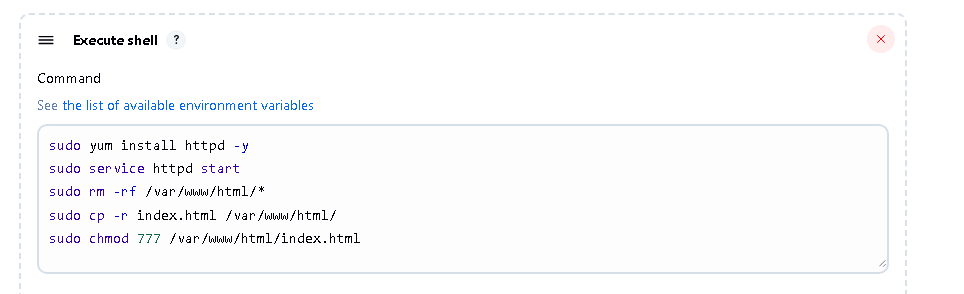 Execute shell ?
Command
See the list of available environment variables
sudo yum install httpd -y
sudo service httpd start
sudo rm -rf /var/www/html/*
sudo cp -r index.html /var/www/html/
sudo chmod 777 /var/www/html/index.html